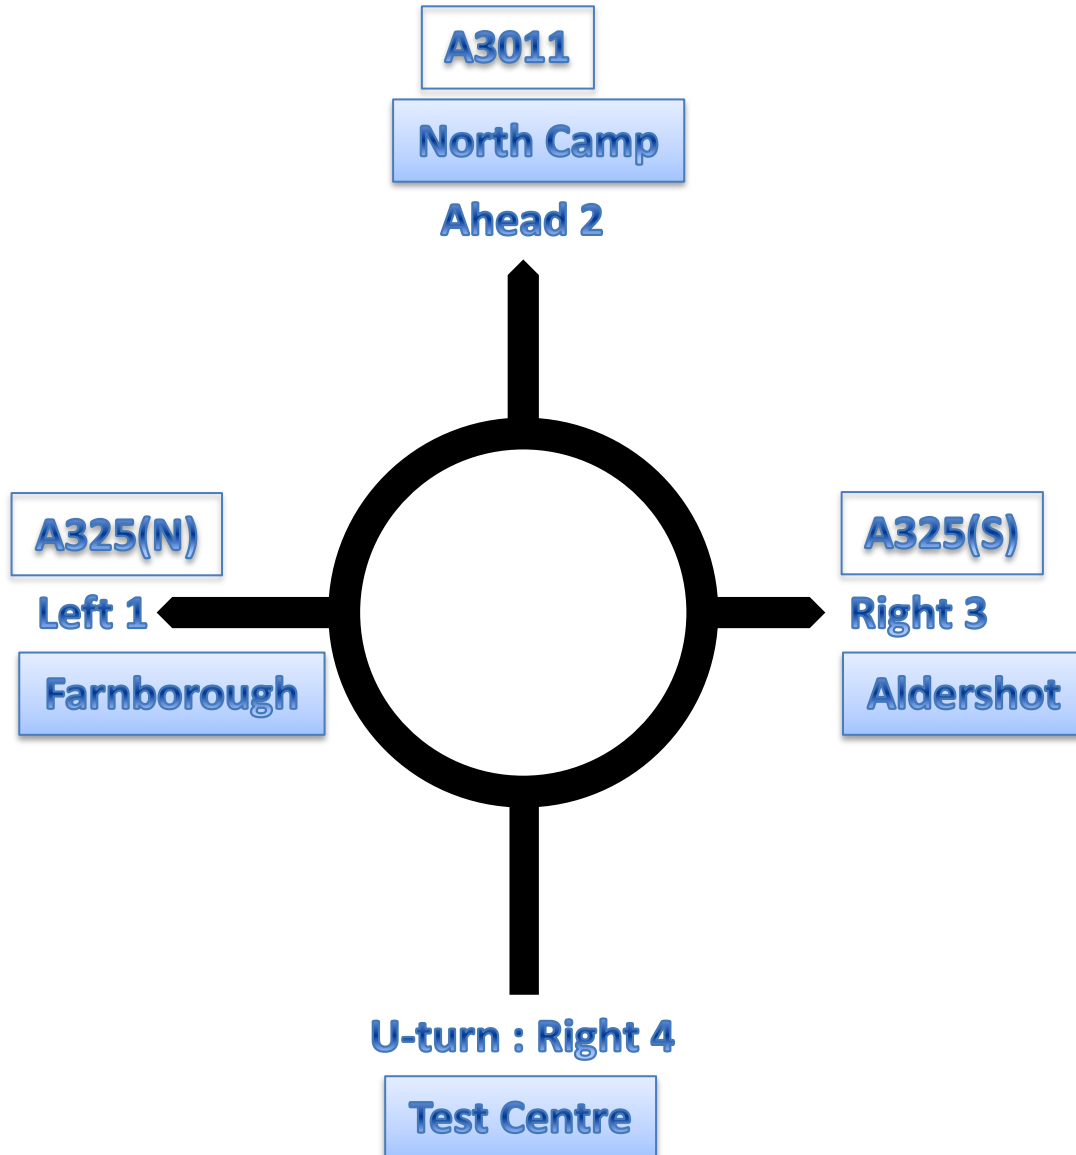 A3011
North Camp
Ahead 2
A325(N)
Left 1
Farnborough
A325(S)
Right 3
Aldershot
U-turn : Right 4
Test Centre